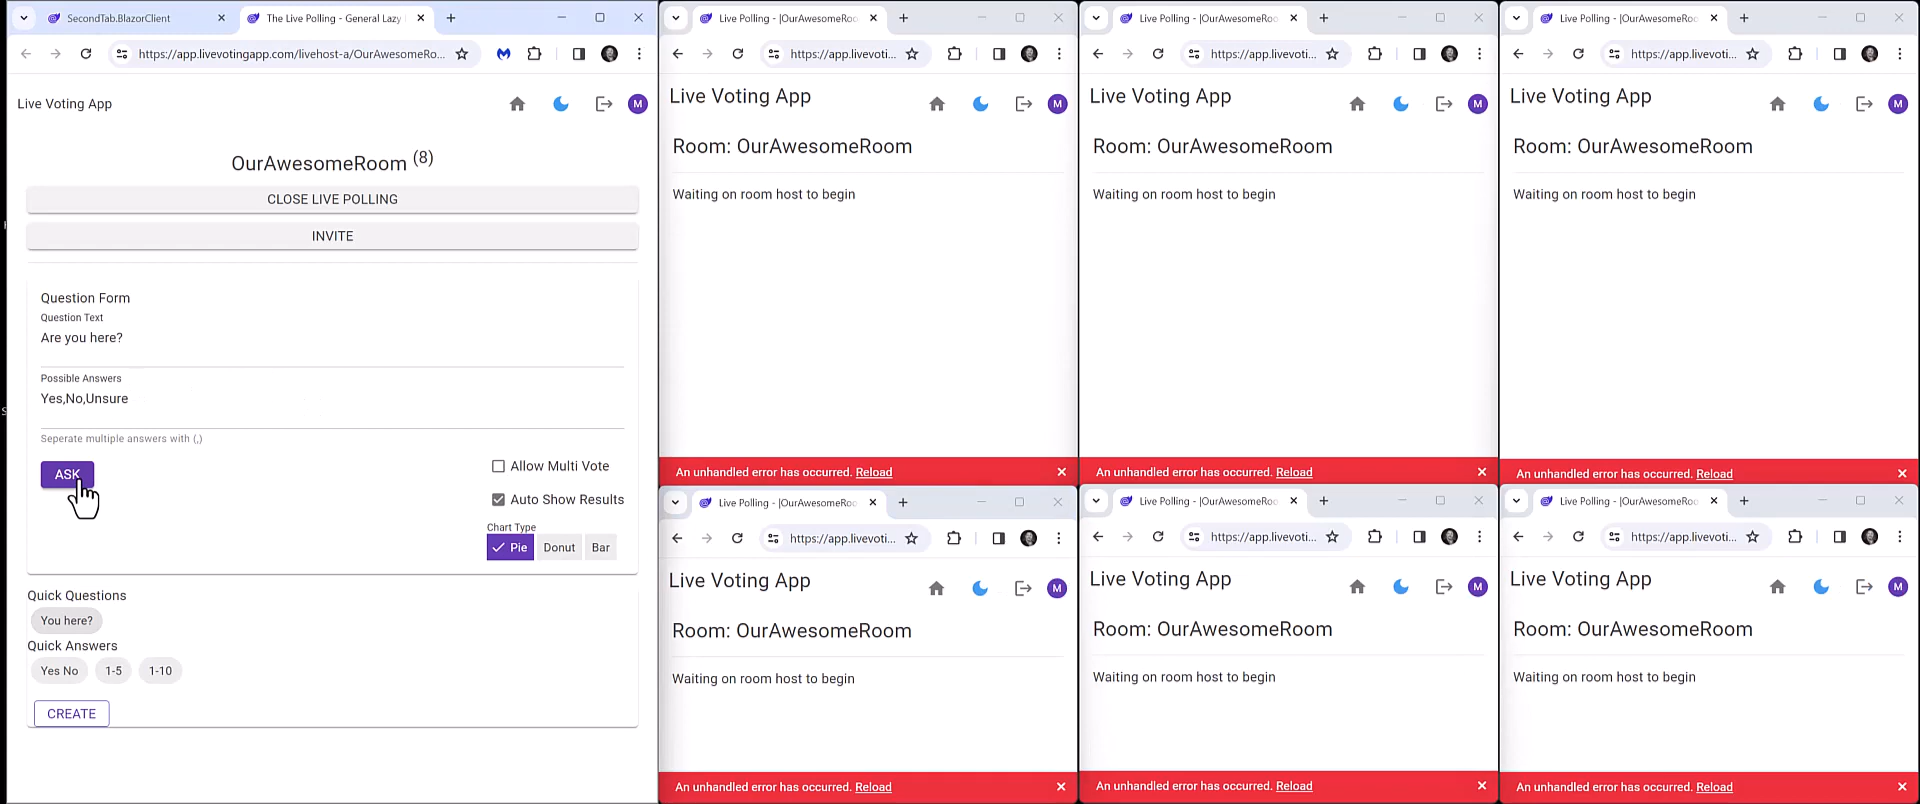 SecondTab.BlazorClient
The Live Polling - General Lazy
https://app.livevotingapp.com/livehost-a/OurAwesomeRo...
Live Voting App
M
OurAwesomeRoom (8)
CLOSE LIVE POLLING
INVITE
Question Form
Question Text
Are you here?
Possible Answers
Yes,No,Unsure
Seperate multiple answers with (,)
ASK
Allow Multi Vote
Auto Show Results
Chart Type
Pie Donut Bar
Quick Questions
You here?
Quick Answers
Yes No 1-5 1-10
CREATE
Live Polling - |OurAwesomeRoo
https://app.livevoti...
Live Voting App
M
Room: OurAwesomeRoom
Waiting on room host to begin
An unhandled error has occurred. Reload
Live Polling - |OurAwesomeRoo
https://app.livevoti...
Live Voting App
M
Room: OurAwesomeRoom
Waiting on room host to begin
An unhandled error has occurred. Reload
Live Polling - |OurAwesomeRoo
https://app.livevoti...
Live Voting App
M
Room: OurAwesomeRoom
Waiting on room host to begin
An unhandled error has occurred. Reload
Live Polling - |OurAwesomeRoo
https://app.livevoti...
Live Voting App
M
Room: OurAwesomeRoom
Waiting on room host to begin
An unhandled error has occurred. Reload
Live Polling - |OurAwesomeRoo
https://app.livevoti...
Live Voting App
M
Room: OurAwesomeRoom
Waiting on room host to begin
An unhandled error has occurred. Reload
Live Polling - |OurAwesomeRoo
https://app.livevoti...
Live Voting App
M
Room: OurAwesomeRoom
Waiting on room host to begin
An unhandled error has occurred. Reload